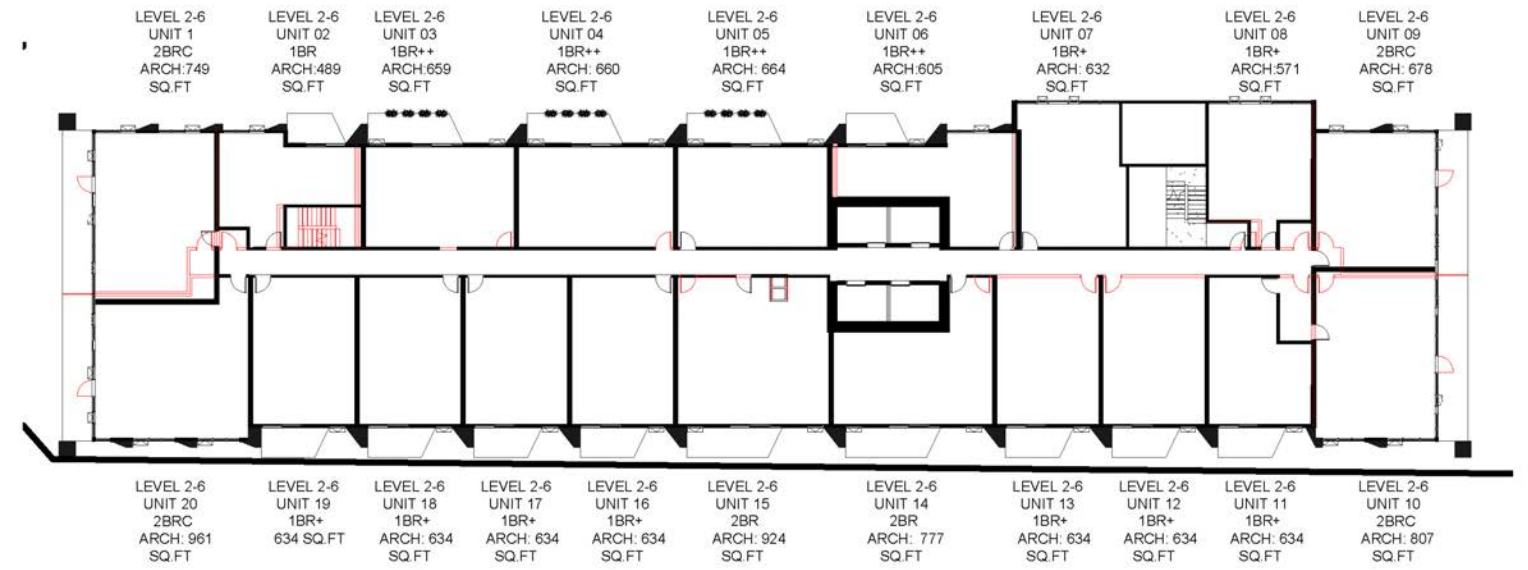 LEVEL 2-6
UNIT 1
2BRC
ARCH:749
SQ.FT
LEVEL 2-6
UNIT 02
1BR
ARCH:489
SQ.FT
LEVEL 2-6
UNIT 03
1BR++
ARCH:659
SQ.FT
LEVEL 2-6
UNIT 04
1BR++
ARCH: 660
SQ.FT
LEVEL 2-6
UNIT 05
1BR++
ARCH: 664
SQ.FT
LEVEL 2-6
UNIT 06
1BR++
ARCH:605
SQ.FT
LEVEL 2-6
UNIT 07
1BR+
ARCH: 632
SQ.FT
LEVEL 2-6
UNIT 08
1BR+
ARCH:571
SQ.FT
LEVEL 2-6
UNIT 09
2BRC
ARCH: 678
SQ.FT
LEVEL 2-6
UNIT 20
2BRC
ARCH: 961
SQ.FT
LEVEL 2-6
UNIT 19
1BR+
634 SQ.FT
LEVEL 2-6
UNIT 18
1BR+
ARCH: 634
SQ.FT
LEVEL 2-6
UNIT 17
1BR+
ARCH: 634
SQ.FT
LEVEL 2-6
UNIT 16
1BR+
ARCH: 634
SQ.FT
LEVEL 2-6
UNIT 15
2BR
ARCH: 924
SQ.FT
LEVEL 2-6
UNIT 14
2BR
ARCH: 777
SQ.FT
LEVEL 2-6
UNIT 13
1BR+
ARCH: 634
SQ.FT
LEVEL 2-6
UNIT 12
1BR+
ARCH: 634
SQ.FT
LEVEL 2-6
UNIT 11
1BR+
ARCH: 634
SQ.FT
LEVEL 2-6
UNIT 10
2BRC
ARCH: 807
SQ.FT